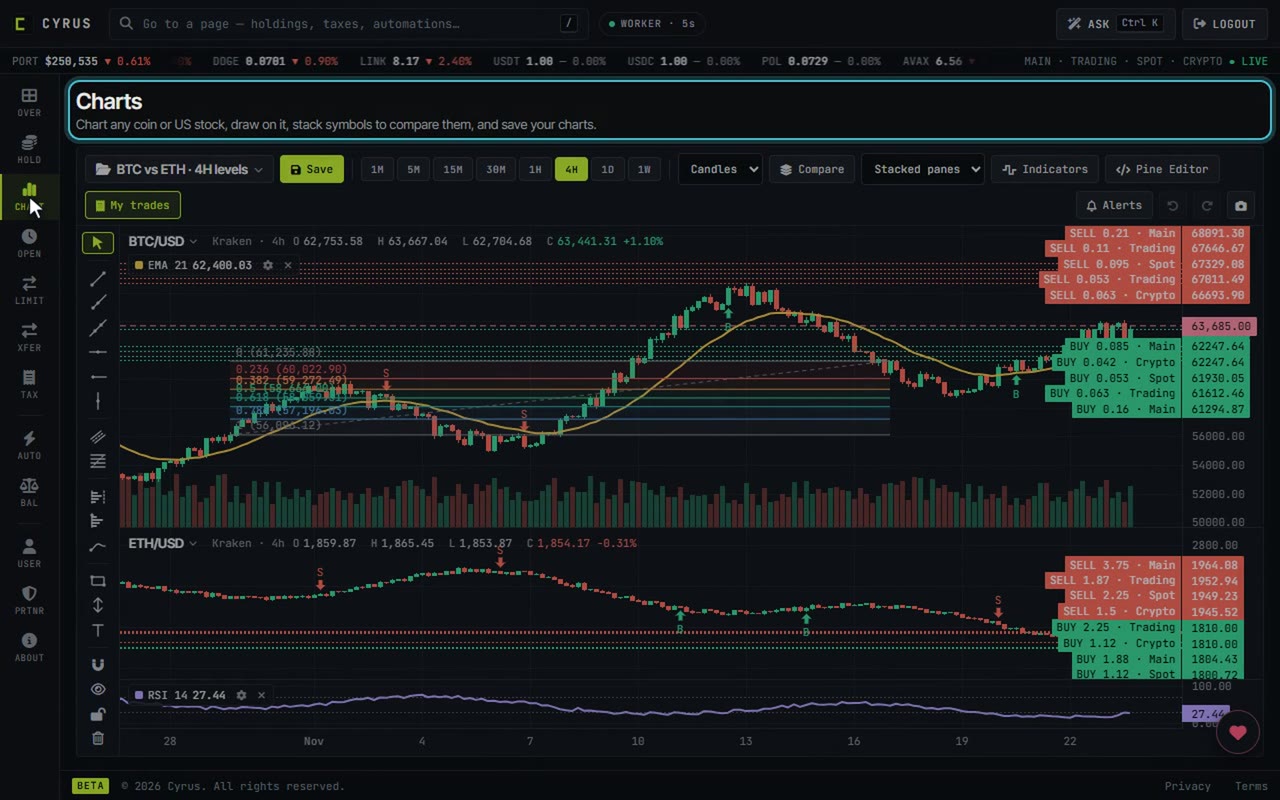 CYRUS
Go to a page — holdings, taxes, automations…
/
WORKER · 5s
ASK Ctrl K
LOGOUT
PORT $250,535 ▼ 0.61%
DOGE 0.0701 ▼ 0.90% LINK 8.17 ▼ 2.40% USDT 1.00 — 0.00% USDC 1.00 — 0.00% POL 0.0729 — 0.00% AVAX 6.56 ▼
MAIN · TRADING · SPOT · CRYPTO • LIVE
OVER
HOLD
OPEN
LIMIT
XFER
TAX
AUTO
BAL
USER
PRTNR
ABOUT
Charts
Chart any coin or US stock, draw on it, stack symbols to compare them, and save your charts.
BTC vs ETH · 4H levels
Save
1M 5M 15M 30M 1H 4H 1D 1W
Candles
Compare
Stacked panes
Indicators
Pine Editor
My trades
Alerts
BTC/USD Kraken · 4h O 62,753.58 H 63,667.04 L 62,704.68 C 63,441.31 +1.10%
EMA 21 62,400.03
SELL 0.21 · Main 68091.30
SELL 0.11 · Trading 67646.67
SELL 0.095 · Spot 67329.08
SELL 0.053 · Trading 67011.49
SELL 0.063 · Crypto 66693.90
63,685.00
BUY 0.085 · Main 62247.64
BUY 0.042 · Crypto 62247.64
BUY 0.053 · Spot 61930.05
BUY 0.063 · Trading 61612.46
BUY 0.16 · Main 61294.87
0 (61,235.00)
0.236 (60,022.90)
0.382 (59,272.49)
S
S
B
B
56000.00
54000.00
52000.00
50000.00
ETH/USD Kraken · 4h O 1,859.87 H 1,865.45 L 1,853.87 C 1,854.17 -0.31%
2800.00
S
S
S
B
B
SELL 3.75 · Main 1964.08
SELL 1.87 · Trading 1952.94
SELL 2.25 · Spot 1949.23
SELL 1.5 · Crypto 1945.52
BUY 2.25 · Trading 1810.00
BUY 1.12 · Crypto 1810.00
BUY 1.88 · Main 1804.43
BUY 1.12 · Spot 1800.72
RSI 14 27.44
100.00
27.44
28 Nov 4 7 10 13 16 19 22
BETA © 2026 Cyrus. All rights reserved.
Privacy Terms